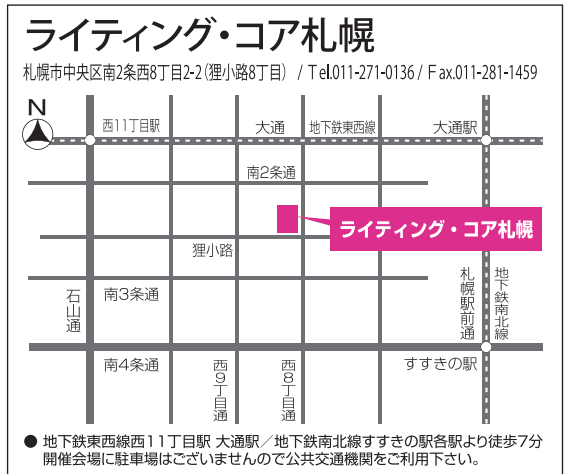 ライティング・コア札幌
札幌市中央区南2条西8丁目2-2(狸小路8丁目) / Tel.011-271-0136 / Fax.011-281-1459
N
西11丁目駅
大通
地下鉄東西線
大通駅
南2条通
ライティング・コア札幌
狸小路
石山通
南3条通
札幌駅前通
地下鉄南北線
南4条通
西9丁目通
西8丁目通
すすきの駅
● 地下鉄東西線西11丁目駅 大通駅／地下鉄南北線すすきの駅各駅より徒歩7分
開催会場に駐車場はございませんので公共交通機関をご利用下さい。